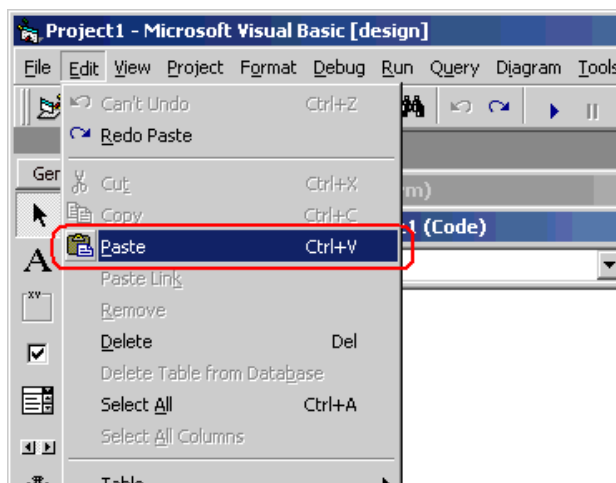 Project1 - Microsoft Visual Basic [design]
File Edit View Project Format Debug Run Query Diagram Tools
Can't Undo Ctrl+Z
Redo Paste
Ger
Cut Ctrl+X
rm)
Copy Ctrl+C
1 (Code)
Paste Ctrl+V
A
Paste Link
XY
Remove
Delete Del
Delete Table from Database
Select All Ctrl+A
Select All Columns
Table